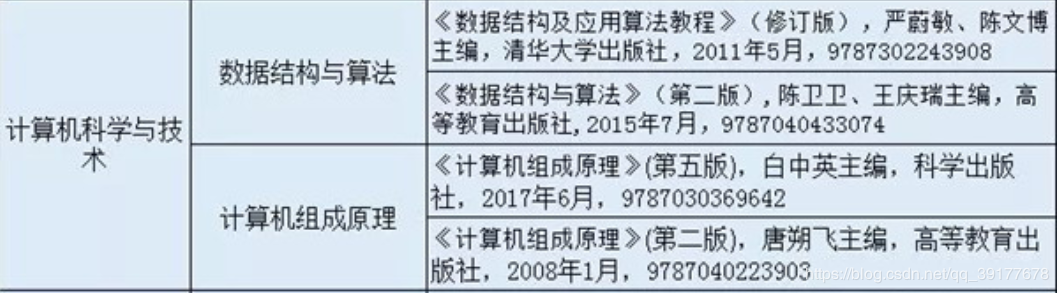 计算机科学与技
术
数据结构与算法
《数据结构及应用算法教程》（修订版），严蔚敏、陈文博
主编，清华大学出版社，2011年5月，9787302243908
《数据结构与算法》（第二版）,陈卫卫、王庆瑞主编，高
等教育出版社,2015年7月，9787040433074
计算机组成原理
《计算机组成原理》(第五版)，白中英主编，科学出版
社，2017年6月，9787030369642
《计算机组成原理》(第二版)，唐朔飞主编，高等教育出
版社，2008年1月，9787040223903
https://blog.csdn.net/qq_39177678